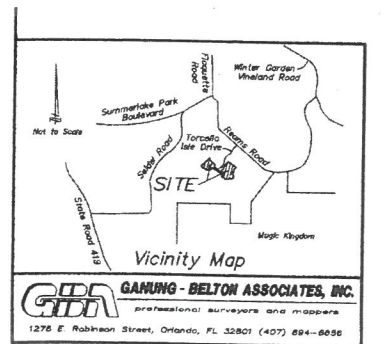 Flaquette
Road
Winter Garden
Vineland Road
Summerlake Park
Boulevard
Not to Scale
Torcello
Isle Drive
Reams Road
Seidel Road
SITE
State Road 419
Magic Kingdom
Vicinity Map
GBA
GANUNG - BELTON ASSOCIATES, INC.
professional surveyors and mappers
1275 E. Robinson Street, Orlando, FL 32801 (407) 894-6656